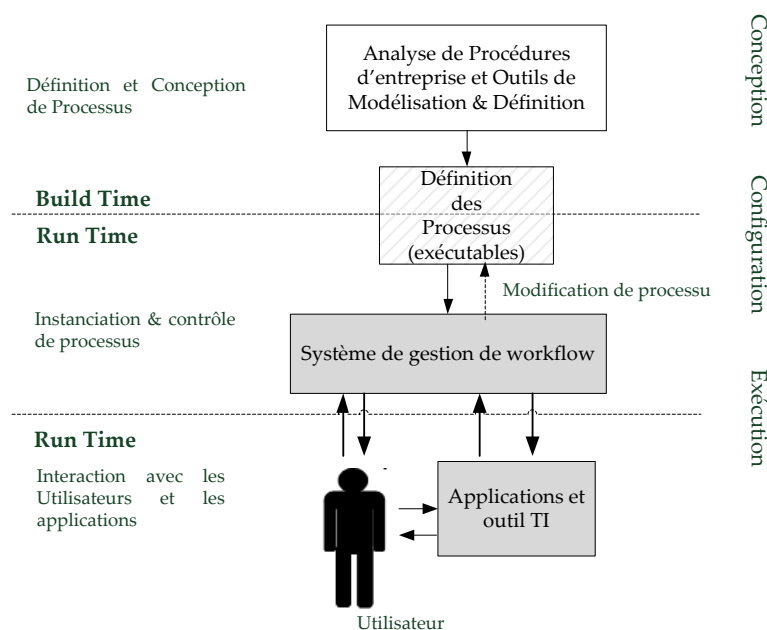 Analyse de Procédures
d'entreprise et Outils de
Modélisation & Définition
Définition et Conception
de Processus
Conception
Définition
des
Processus
(exécutables)
Build Time
Run Time
Configuration
Modification de processu
Instanciation & contrôle
de processus
Système de gestion de workflow
Exécution
Run Time
Interaction avec les
Utilisateurs et les
applications
Applications et
outil TI
Utilisateur